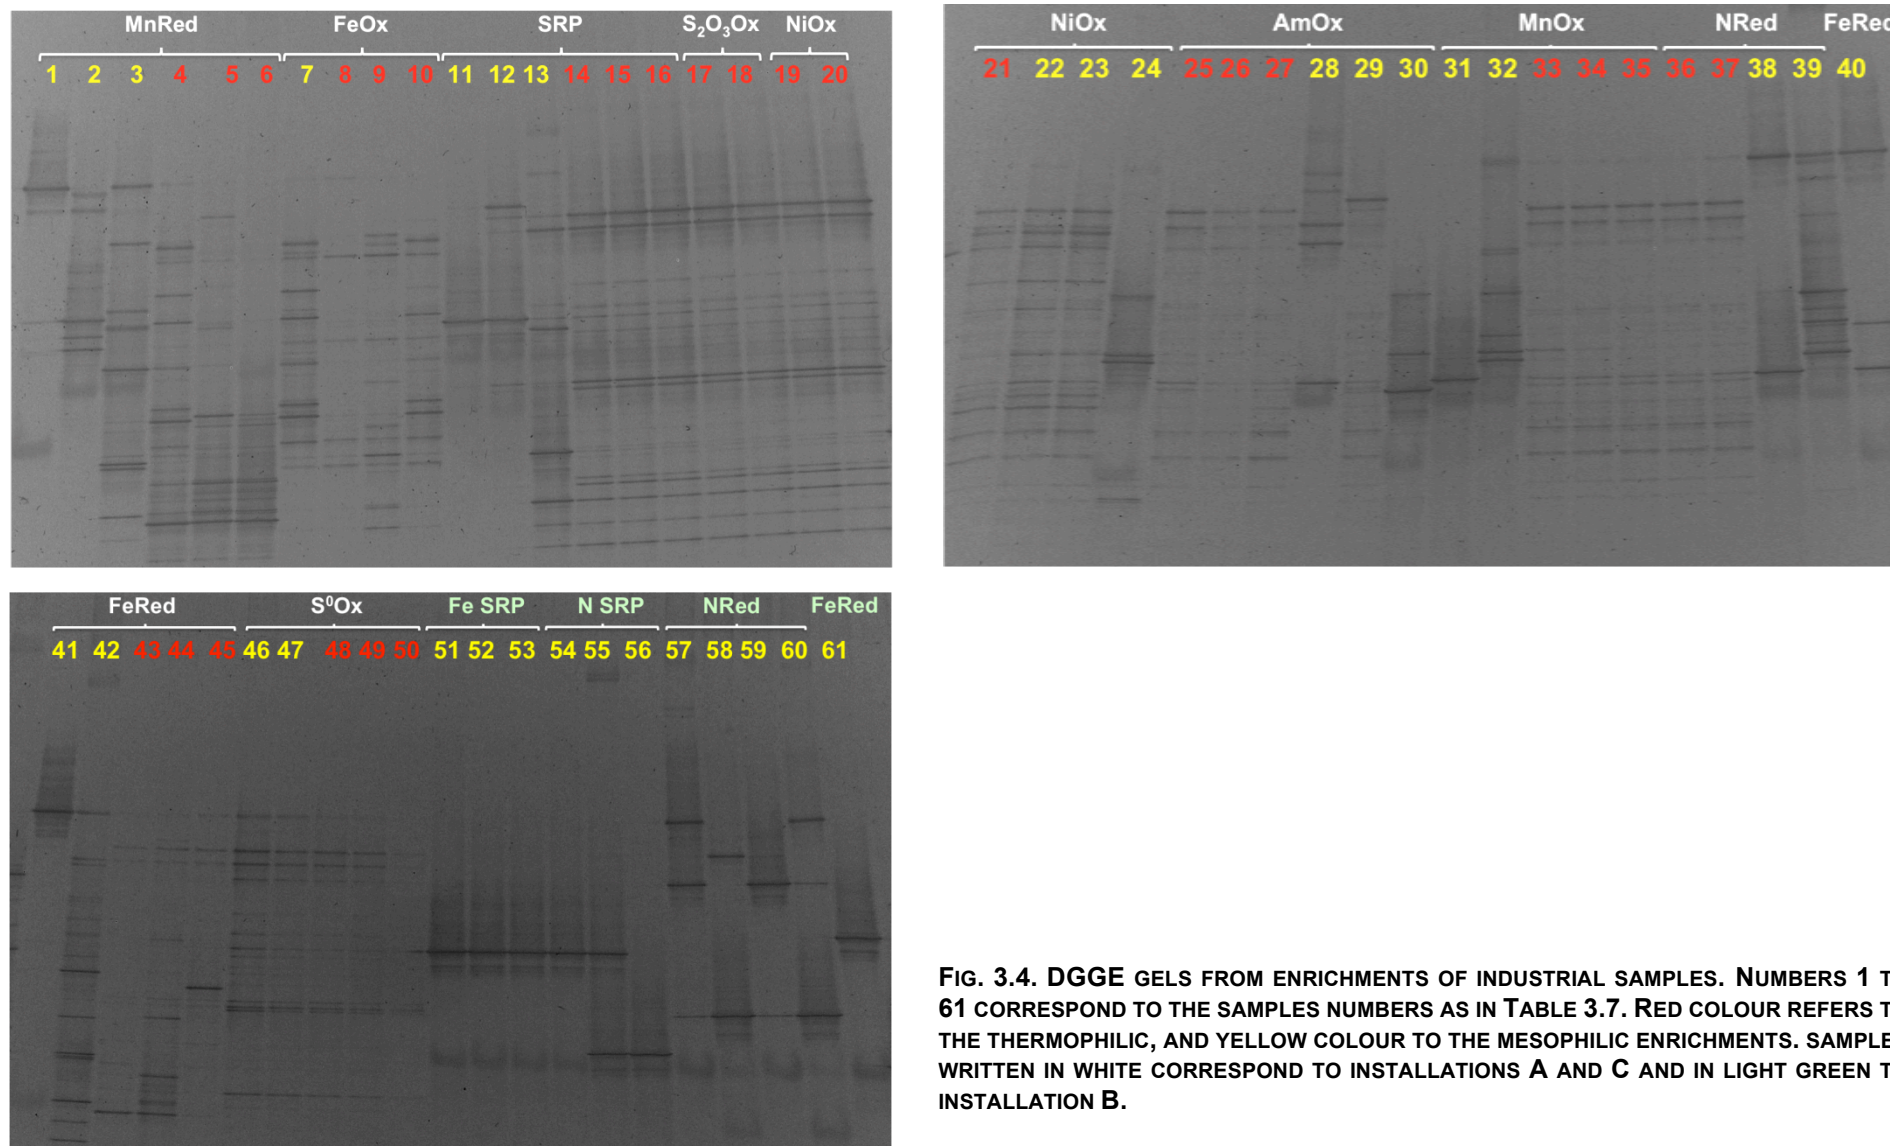 MnRed FeOx SRP S₂O₃Ox NiOx
1 2 3 4 5 6 7 8 9 10 11 12 13 14 15 16 17 18 19 20
NiOx AmOx MnOx NRed FeRed
21 22 23 24 25 26 27 28 29 30 31 32 33 34 35 36 37 38 39 40
FeRed S⁰Ox Fe SRP N SRP NRed FeRed
41 42 43 44 45 46 47 48 49 50 51 52 53 54 55 56 57 58 59 60 61
FIG. 3.4. DGGE GELS FROM ENRICHMENTS OF INDUSTRIAL SAMPLES. NUMBERS 1 T
61 CORRESPOND TO THE SAMPLES NUMBERS AS IN TABLE 3.7. RED COLOUR REFERS T
THE THERMOPHILIC, AND YELLOW COLOUR TO THE MESOPHILIC ENRICHMENTS. SAMPLE
WRITTEN IN WHITE CORRESPOND TO INSTALLATIONS A AND C AND IN LIGHT GREEN T
INSTALLATION B.